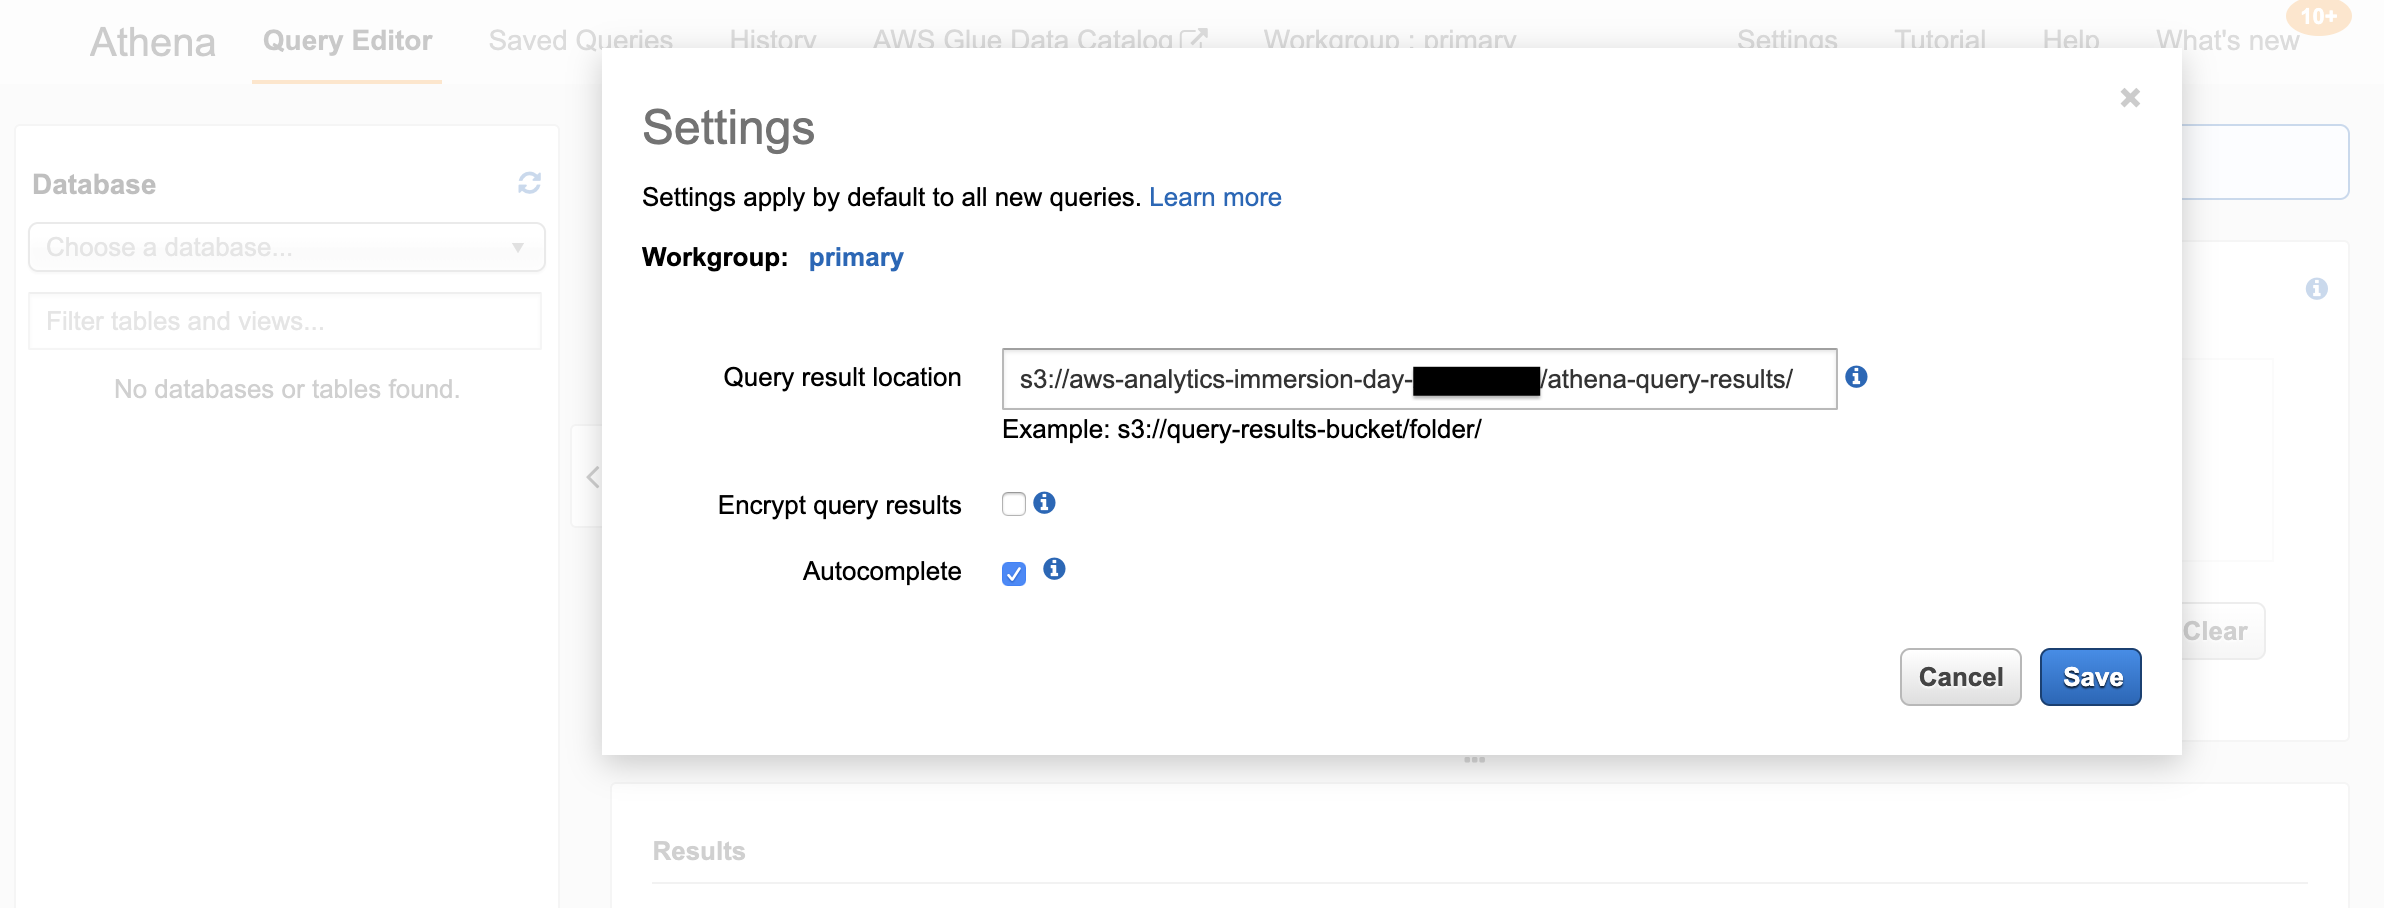 Athena Query Editor Saved Queries History AWS Glue Data Catalog Workgroup : primary Settings Tutorial Help What's new 10+
Settings
Settings apply by default to all new queries. Learn more
Workgroup: primary
Query result location s3://aws-analytics-immersion-day- /athena-query-results/
Example: s3://query-results-bucket/folder/
Encrypt query results
Autocomplete
Cancel Save
Database
Choose a database...
Filter tables and views...
No databases or tables found.
Clear
Results